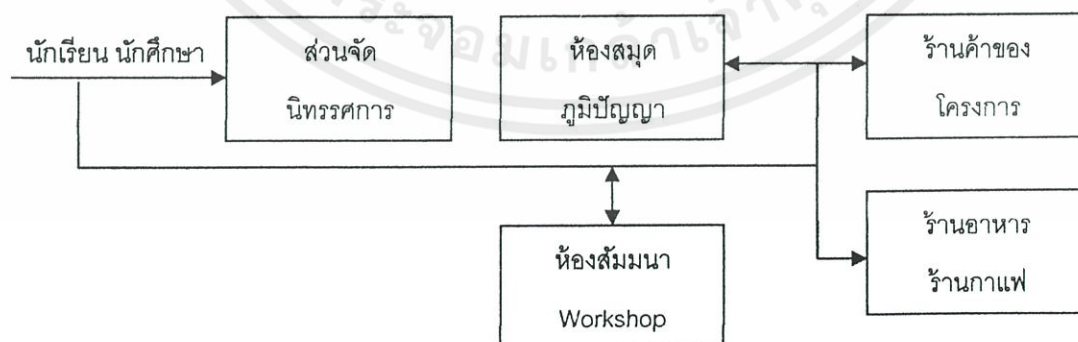 นักเรียน นักศึกษา
ส่วนจัด
นิทรรศการ
ห้องสมุด
ภูมิปัญญา
ร้านค้าของ
โครงการ
ห้องสัมมนา
Workshop
ร้านอาหาร
ร้านกาแฟ